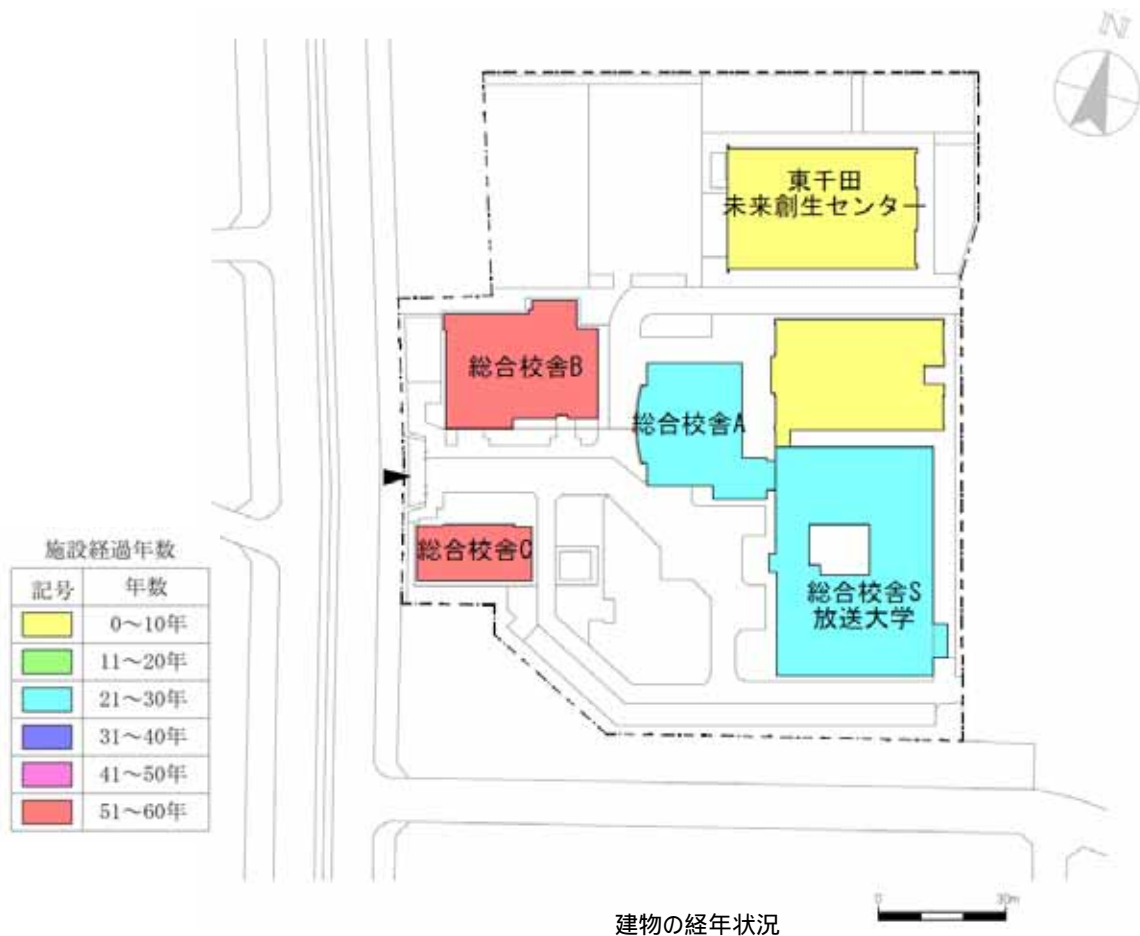 N
東千田
未来創生センター
総合校舎B
総合校舎A
総合校舎C
総合校舎S
放送大学
施設経過年数
記号 年数
0～10年
11～20年
21～30年
31～40年
41～50年
51～60年
0 30m
建物の経年状況